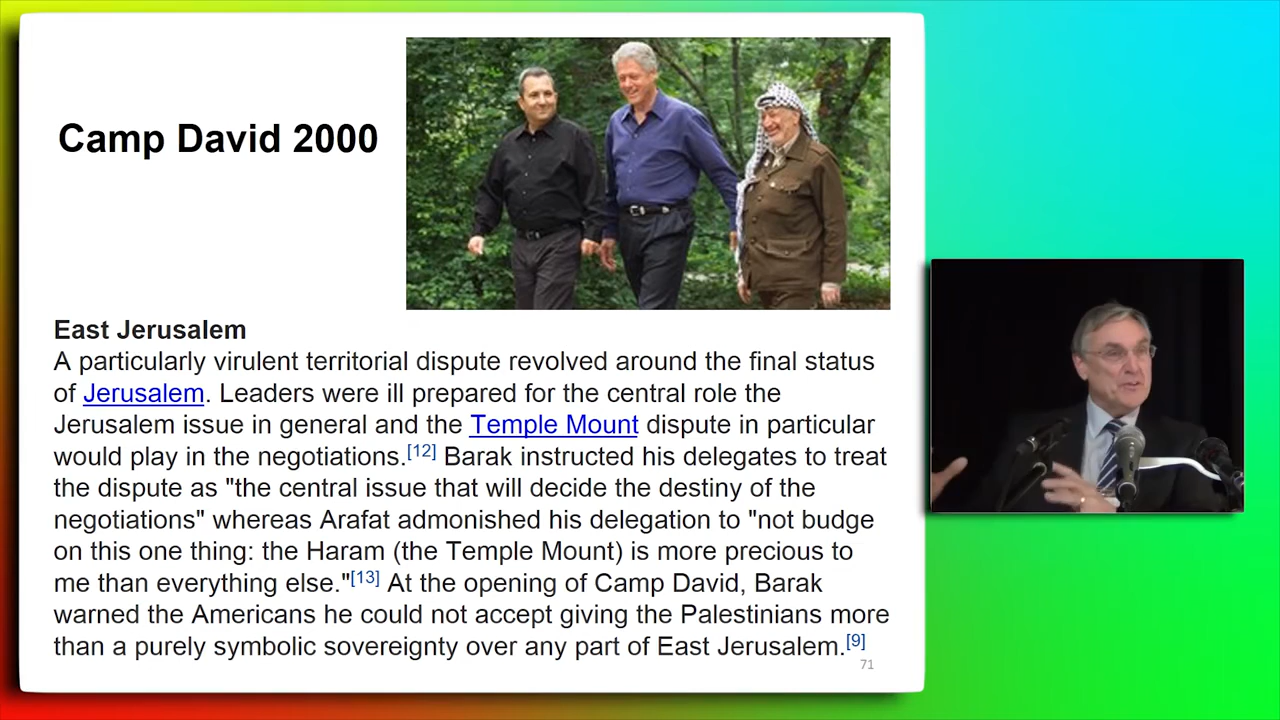 Camp David 2000
East Jerusalem
A particularly virulent territorial dispute revolved around the final status
of Jerusalem. Leaders were ill prepared for the central role the
Jerusalem issue in general and the Temple Mount dispute in particular
would play in the negotiations.[12] Barak instructed his delegates to treat
the dispute as "the central issue that will decide the destiny of the
negotiations" whereas Arafat admonished his delegation to "not budge
on this one thing: the Haram (the Temple Mount) is more precious to
me than everything else."[13] At the opening of Camp David, Barak
warned the Americans he could not accept giving the Palestinians more
than a purely symbolic sovereignty over any part of East Jerusalem.[9]
71